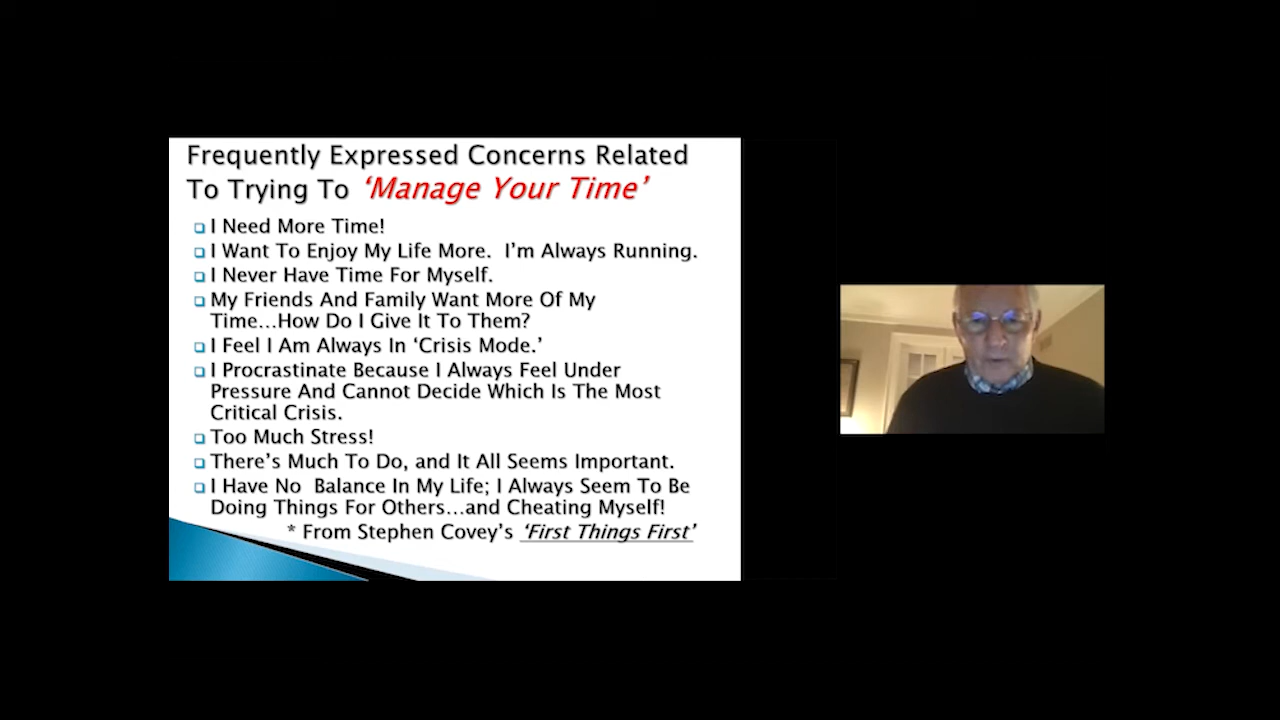 Frequently Expressed Concerns Related
To Trying To ‘Manage Your Time’
I Need More Time!
I Want To Enjoy My Life More.  I’m Always Running.
I Never Have Time For Myself.
My Friends And Family Want More Of My
Time…How Do I Give It To Them?
I Feel I Am Always In ‘Crisis Mode.’
I Procrastinate Because I Always Feel Under
Pressure And Cannot Decide Which Is The Most
Critical Crisis.
Too Much Stress!
There’s Much To Do, and It All Seems Important.
I Have No  Balance In My Life; I Always Seem To Be
Doing Things For Others…and Cheating Myself!
* From Stephen Covey’s ‘First Things First’